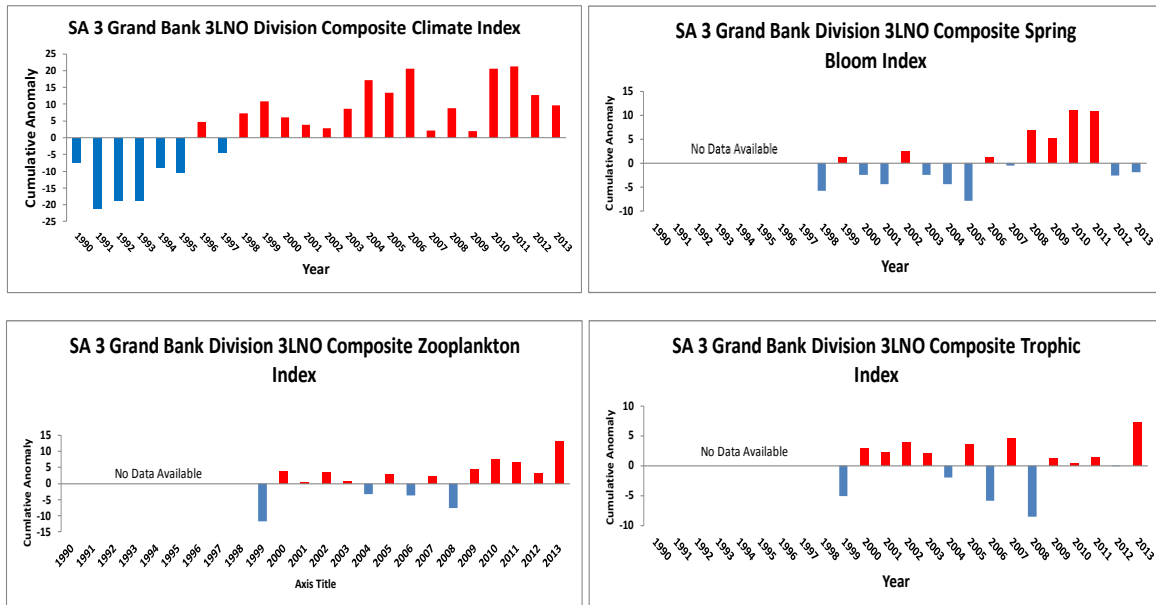 SA 3 Grand Bank 3LNO Division Composite Climate Index
Cumulative Anomaly
25
20
15
10
5
0
-5
-10
-15
-20
-25
1990 1991 1992 1993 1994 1995 1996 1997 1998 1999 2000 2001 2002 2003 2004 2005 2006 2007 2008 2009 2010 2011 2012 2013
Year
SA 3 Grand Bank Division 3LNO Composite Spring
Bloom Index
Cumulative Anomaly
15
10
5
0
-5
-10
No Data Available
1990 1991 1992 1993 1994 1995 1996 1997 1998 1999 2000 2001 2002 2003 2004 2005 2006 2007 2008 2009 2010 2011 2012 2013
Year
SA 3 Grand Bank Division 3LNO Composite Zooplankton
Index
Cumlative Anomaly
15
10
5
0
-5
-10
-15
No Data Available
1990 1991 1992 1993 1994 1995 1996 1997 1998 1999 2000 2001 2002 2003 2004 2005 2006 2007 2008 2009 2010 2011 2012 2013
Axis Title
SA 3 Grand Bank Division 3LNO Composite Trophic
Index
Cumulative Anomaly
10
5
0
-5
-10
No Data Available
1990 1991 1992 1993 1994 1995 1996 1997 1998 1999 2000 2001 2002 2003 2004 2005 2006 2007 2008 2009 2010 2011 2012 2013
Year